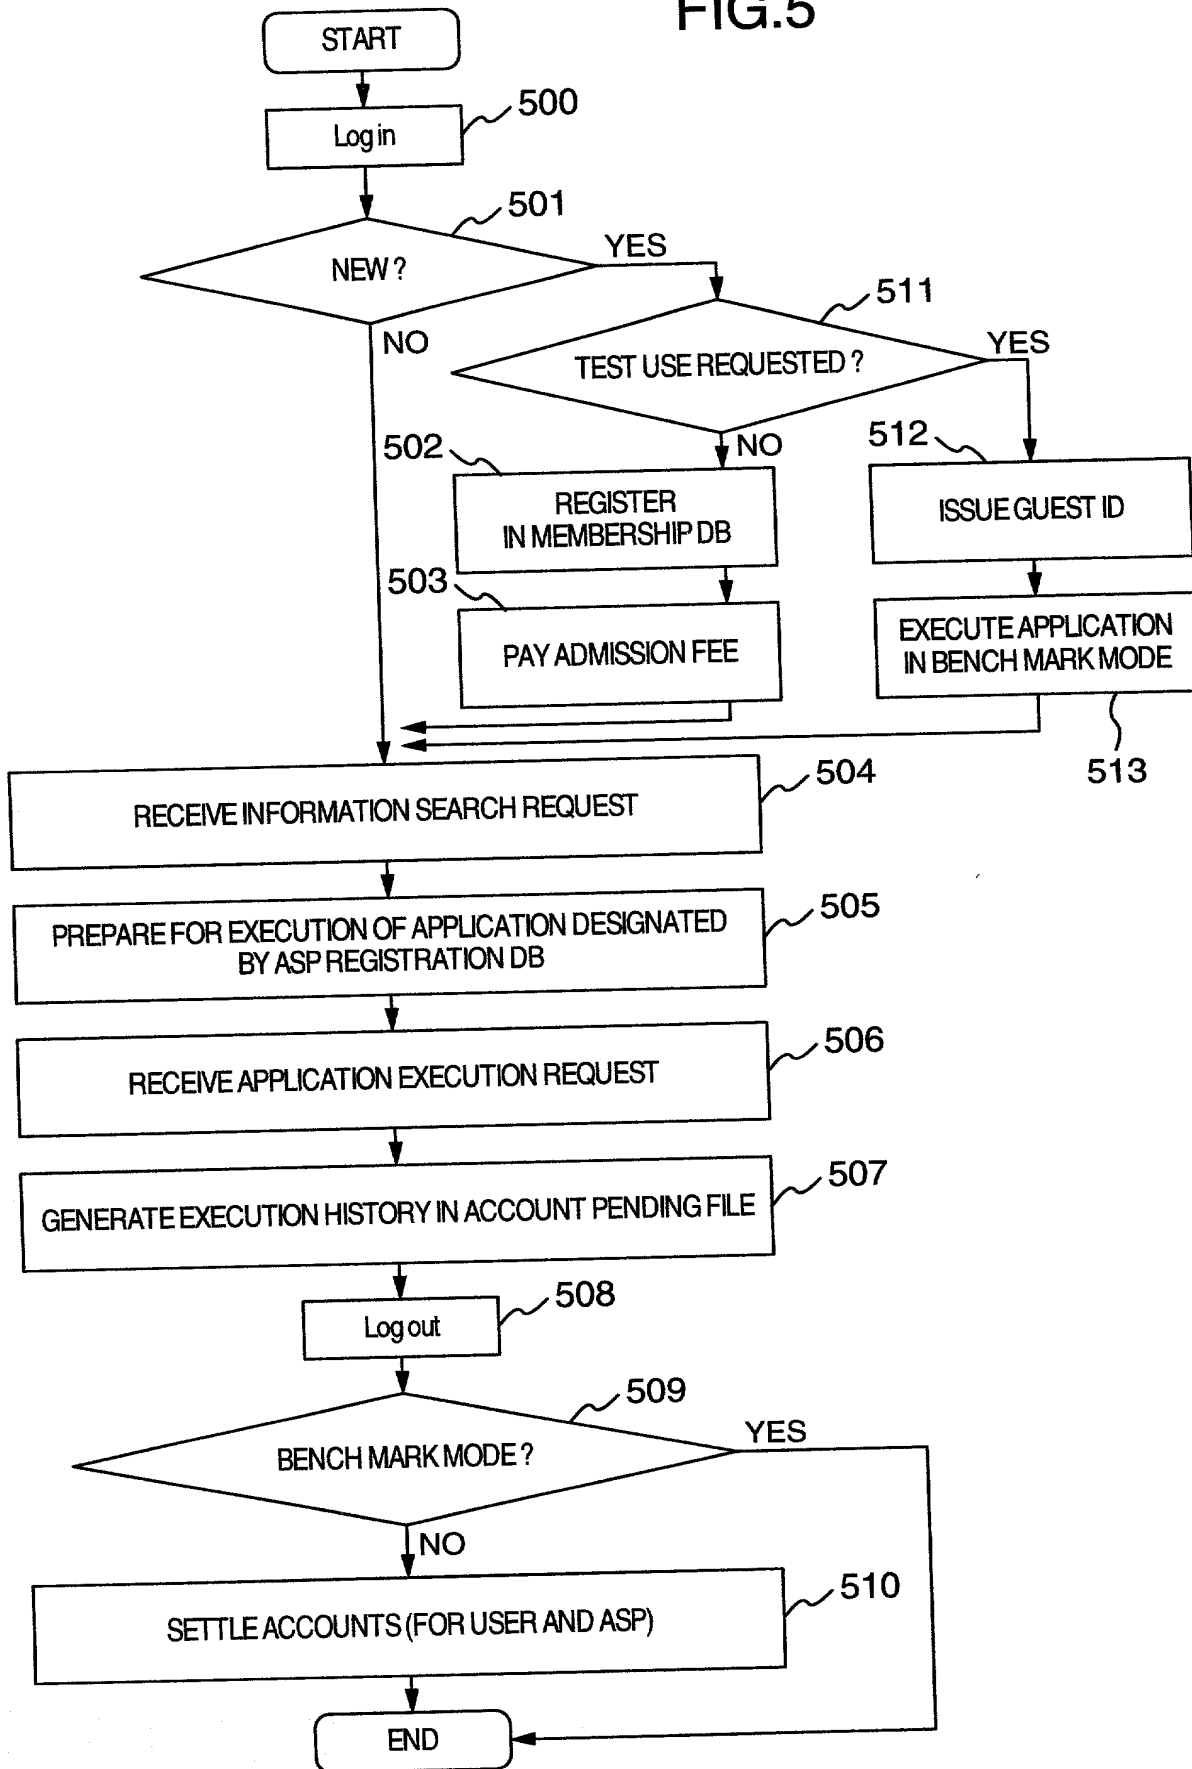 FIG.5
START
500
Log in
501
NEW ?
YES
NO
511
TEST USE REQUESTED ?
YES
NO
502
REGISTER
IN MEMBERSHIP DB
512
ISSUE GUEST ID
503
PAY ADMISSION FEE
EXECUTE APPLICATION
IN BENCH MARK MODE
513
504
RECEIVE INFORMATION SEARCH REQUEST
505
PREPARE FOR EXECUTION OF APPLICATION DESIGNATED
BY ASP REGISTRATION DB
506
RECEIVE APPLICATION EXECUTION REQUEST
507
GENERATE EXECUTION HISTORY IN ACCOUNT PENDING FILE
508
Log out
509
BENCH MARK MODE ?
YES
NO
510
SETTLE ACCOUNTS (FOR USER AND ASP)
END